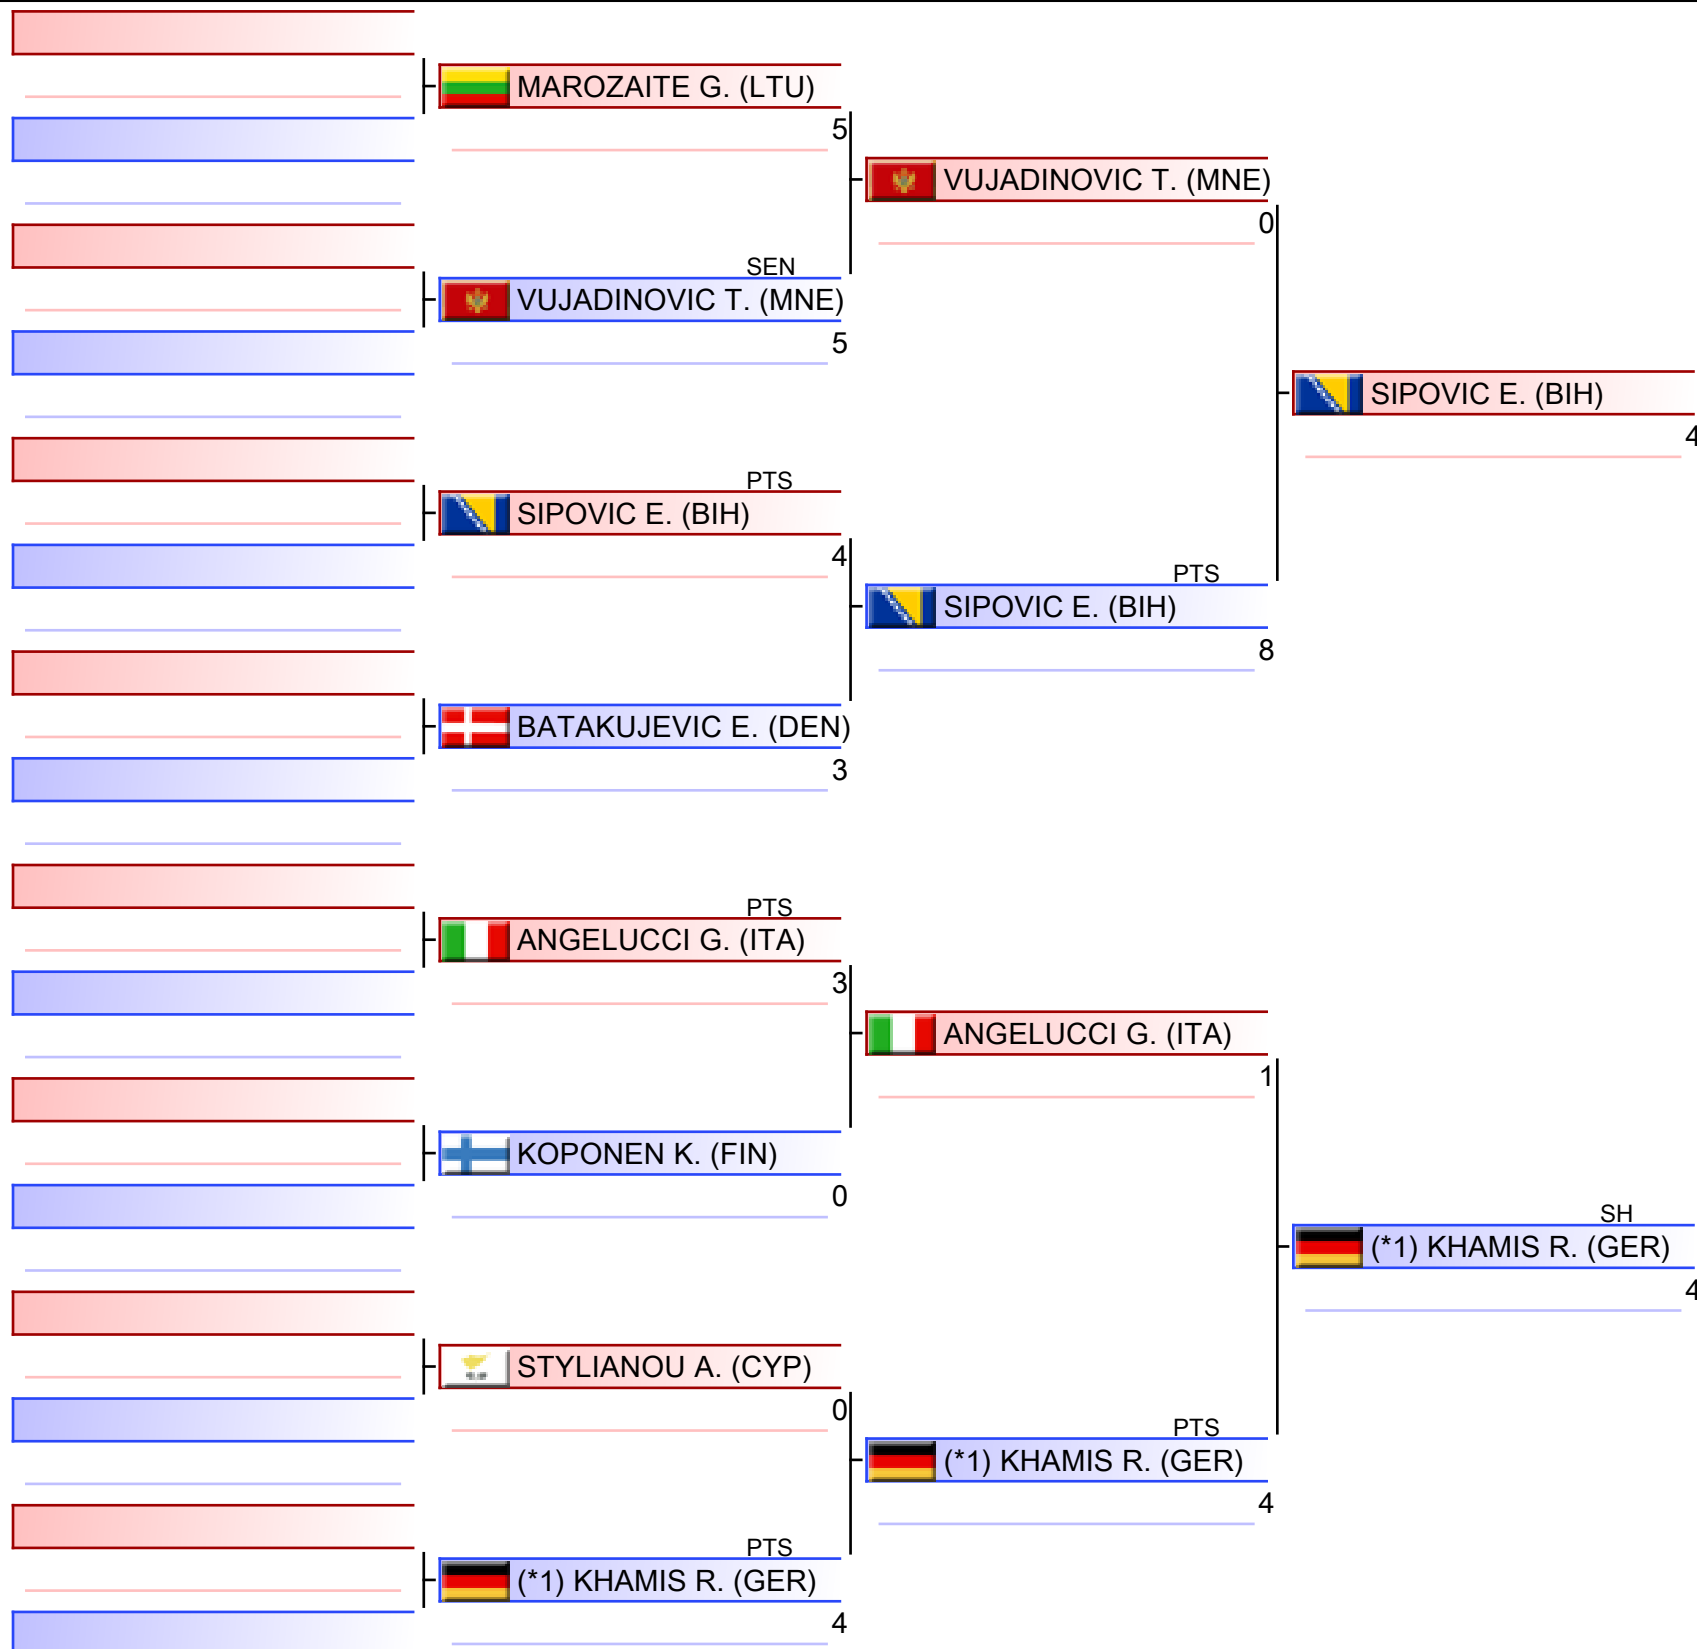 MAROZAITE G. (LTU)
5
SEN
VUJADINOVIC T. (MNE)
5
PTS
SIPOVIC E. (BIH)
4
BATAKUJEVIC E. (DEN)
3
PTS
ANGELUCCI G. (ITA)
3
KOPONEN K. (FIN)
0
STYLIANOU A. (CYP)
0
PTS
(*1) KHAMIS R. (GER)
4
VUJADINOVIC T. (MNE)
0
PTS
SIPOVIC E. (BIH)
8
ANGELUCCI G. (ITA)
1
PTS
(*1) KHAMIS R. (GER)
4
SIPOVIC E. (BIH)
4
SH
(*1) KHAMIS R. (GER)
4